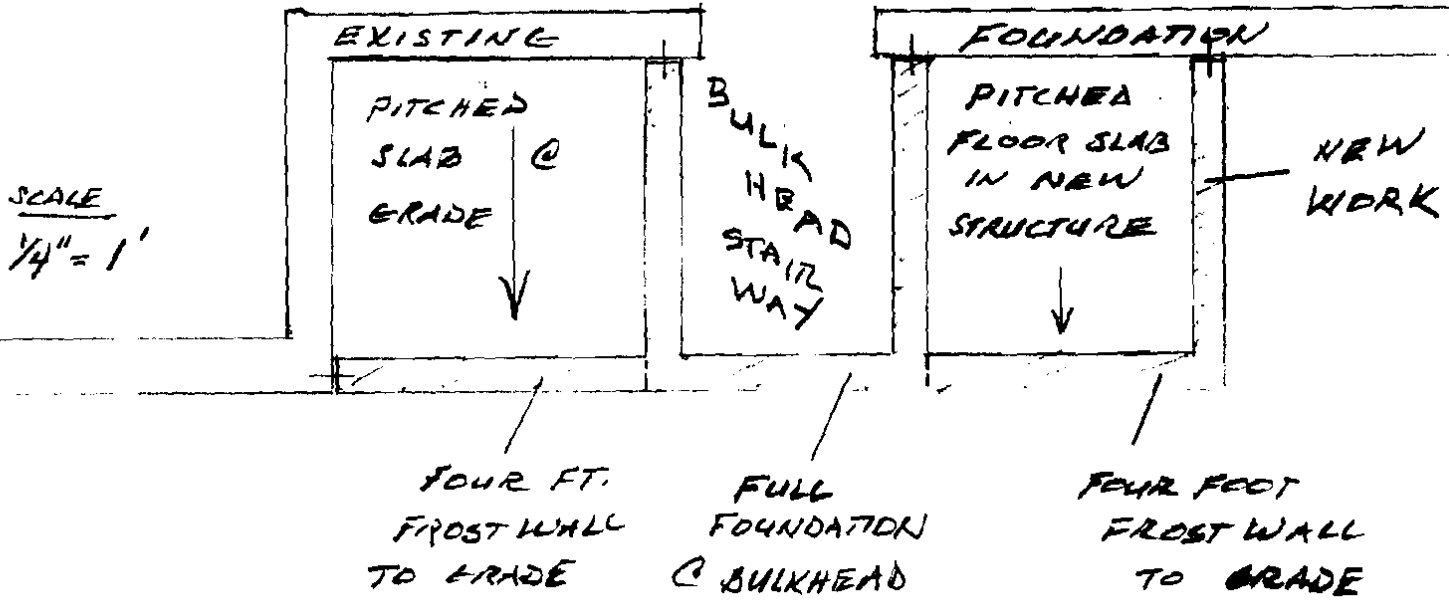 EXISTING
FOUNDATION
PITCHED
SLAB @
GRADE
BULK
HEAD
STAIR
WAY
PITCHED
FLOOR SLAB
IN NEW
STRUCTURE
NEW
WORK
SCALE
1/4" = 1'
FOUR FT.
FROST WALL
TO GRADE
FULL
FOUNDATION
@ BULKHEAD
FOUR FOOT
FROST WALL
TO GRADE